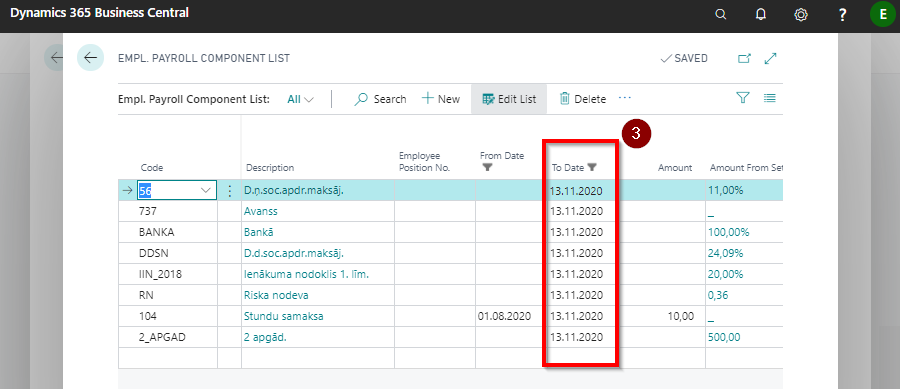 Dynamics 365 Business Central
?
E
EMPL. PAYROLL COMPONENT LIST
SAVED
Empl. Payroll Component List: All Search + New Edit List Delete ...
3
Code Description Employee Position No. From Date To Date Amount Amount From Set
56 D.ņ.soc.apdr.maksāj. 13.11.2020 11,00%
737 Avanss 13.11.2020 _
BANKA Bankā 13.11.2020 100,00%
DDSN D.d.soc.apdr.maksāj. 13.11.2020 24,09%
IIN_2018 Ienākuma nodoklis 1. līm. 13.11.2020 20,00%
RN Riska nodeva 13.11.2020 0,36
104 Stundu samaksa 01.08.2020 13.11.2020 10,00 _
2_APGAD 2 apgād. 13.11.2020 500,00